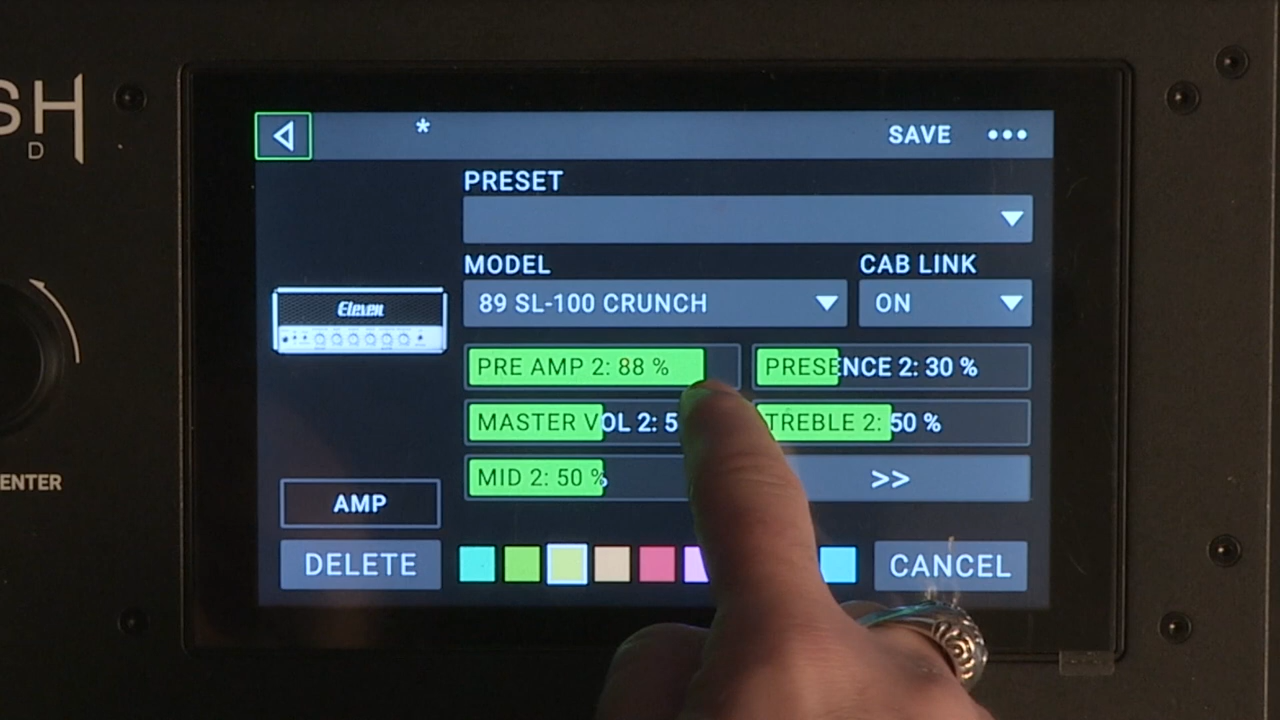 SH
D
*
SAVE
PRESET
MODEL
CAB LINK
Eleven
89 SL-100 CRUNCH
ON
PRE AMP 2: 88 %
PRESENCE 2: 30 %
MASTER VOL 2: 5
TREBLE 2: 50 %
MID 2: 50 %
>>
ENTER
AMP
DELETE
CANCEL